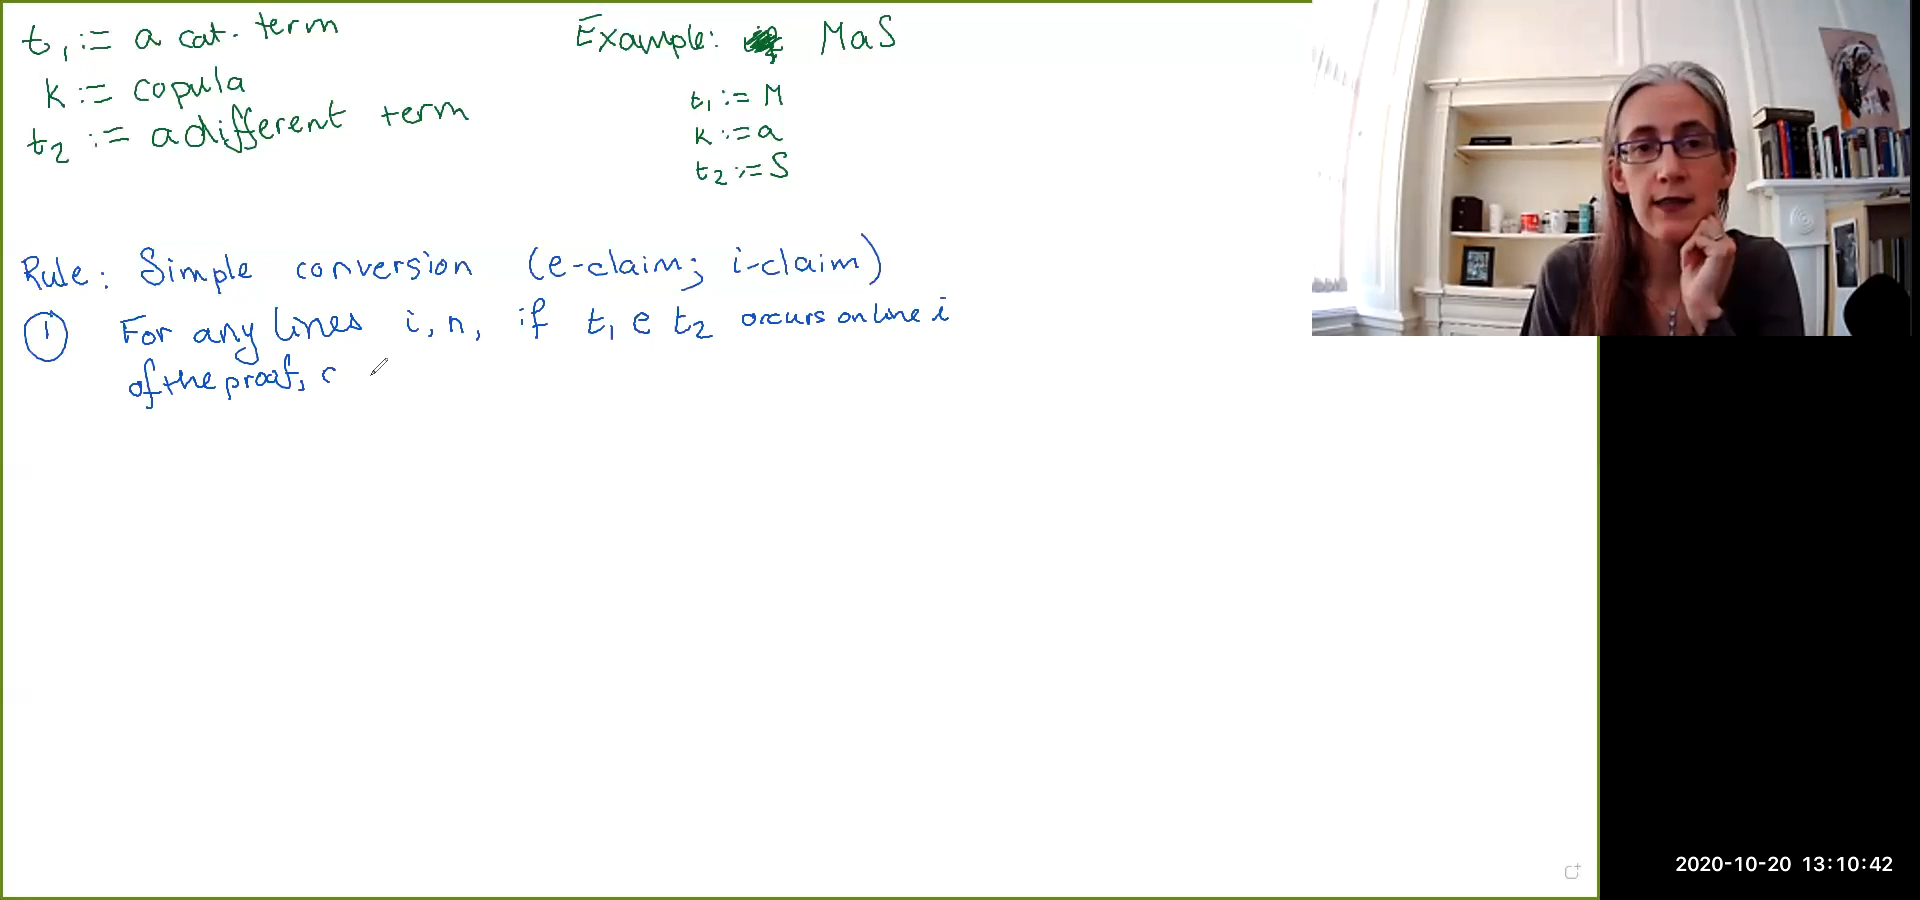 t₁ := a cat. term
k := copula
t₂ := a different term
Example: MaS
t₁ := M
k := a
t₂ := S
Rule: Simple conversion (e-claim; i-claim)
① For any lines i, n, if t₁ e t₂ occurs on line i
of the proof, c
2020-10-20 13:10:42